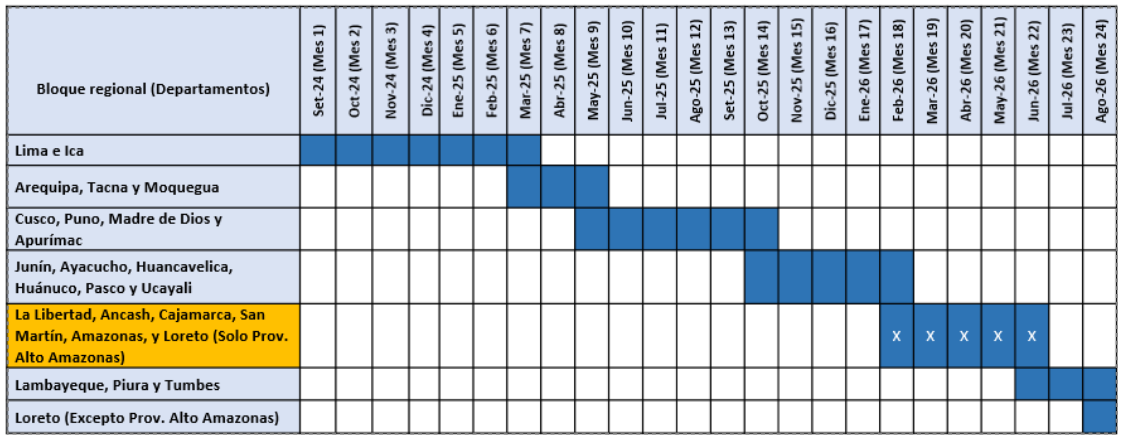 Bloque regional (Departamentos)
Set-24 (Mes 1)
Oct-24 (Mes 2)
Nov-24 (Mes 3)
Dic-24 (Mes 4)
Ene-25 (Mes 5)
Feb-25 (Mes 6)
Mar-25 (Mes 7)
Abr-25 (Mes 8)
May-25 (Mes 9)
Jun-25 (Mes 10)
Jul-25 (Mes 11)
Ago-25 (Mes 12)
Set-25 (Mes 13)
Oct-25 (Mes 14)
Nov-25 (Mes 15)
Dic-25 (Mes 16)
Ene-26 (Mes 17)
Feb-26 (Mes 18)
Mar-26 (Mes 19)
Abr-26 (Mes 20)
May-26 (Mes 21)
Jun-26 (Mes 22)
Jul-26 (Mes 23)
Ago-26 (Mes 24)
Lima e Ica
Arequipa, Tacna y Moquegua
Cusco, Puno, Madre de Dios y
Apurímac
Junín, Ayacucho, Huancavelica,
Huánuco, Pasco y Ucayali
La Libertad, Ancash, Cajamarca, San
Martín, Amazonas, y Loreto (Solo Prov.
Alto Amazonas)
X X X X X
Lambayeque, Piura y Tumbes
Loreto (Excepto Prov. Alto Amazonas)